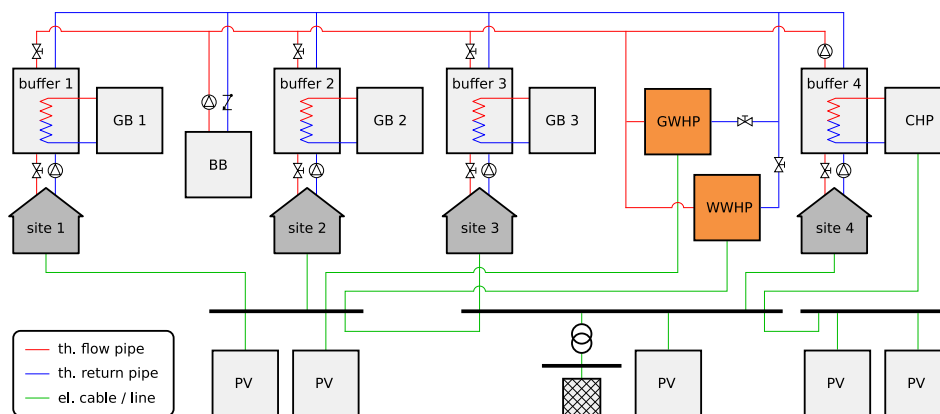 buffer 1
buffer 2
buffer 3
buffer 4
GB 1
GB 2
GB 3
GWHP
CHP
BB
WWHP
site 1
site 2
site 3
site 4
th. flow pipe
th. return pipe
el. cable / line
PV
PV
PV
PV
PV